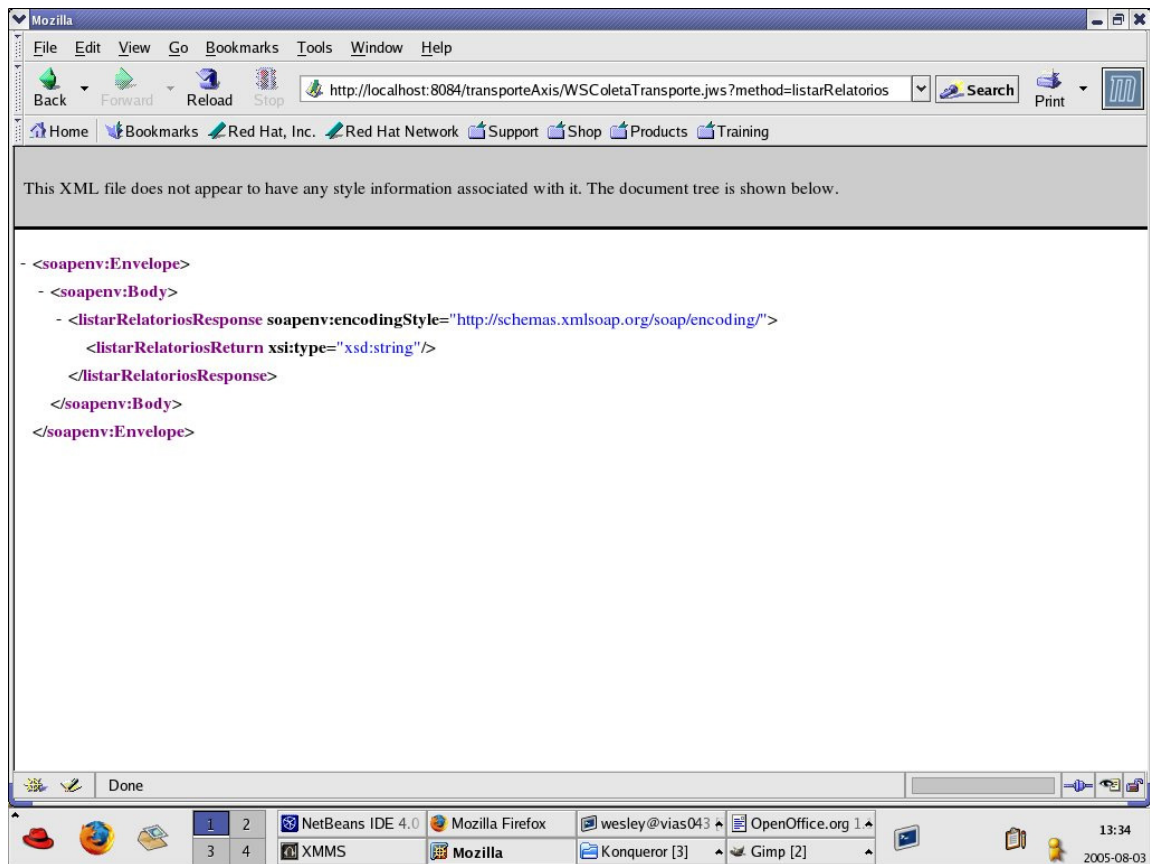 Mozilla
File Edit View Go Bookmarks Tools Window Help
Back Forward Reload Stop http://localhost:8084/transporteAxis/WSColetaTransporte.jws?method=listarRelatorios Search Print
Home Bookmarks Red Hat, Inc. Red Hat Network Support Shop Products Training
This XML file does not appear to have any style information associated with it. The document tree is shown below.
- <soapenv:Envelope>
- <soapenv:Body>
- <listarRelatoriosResponse soapenv:encodingStyle="http://schemas.xmlsoap.org/soap/encoding/">
<listarRelatoriosReturn xsi:type="xsd:string"/>
</listarRelatoriosResponse>
</soapenv:Body>
</soapenv:Envelope>
Done
1 2 NetBeans IDE 4.0 Mozilla Firefox wesley@vias043 OpenOffice.org 1. 13:34
3 4 XMMS Mozilla Konqueror [3] Gimp [2] 2005-08-03